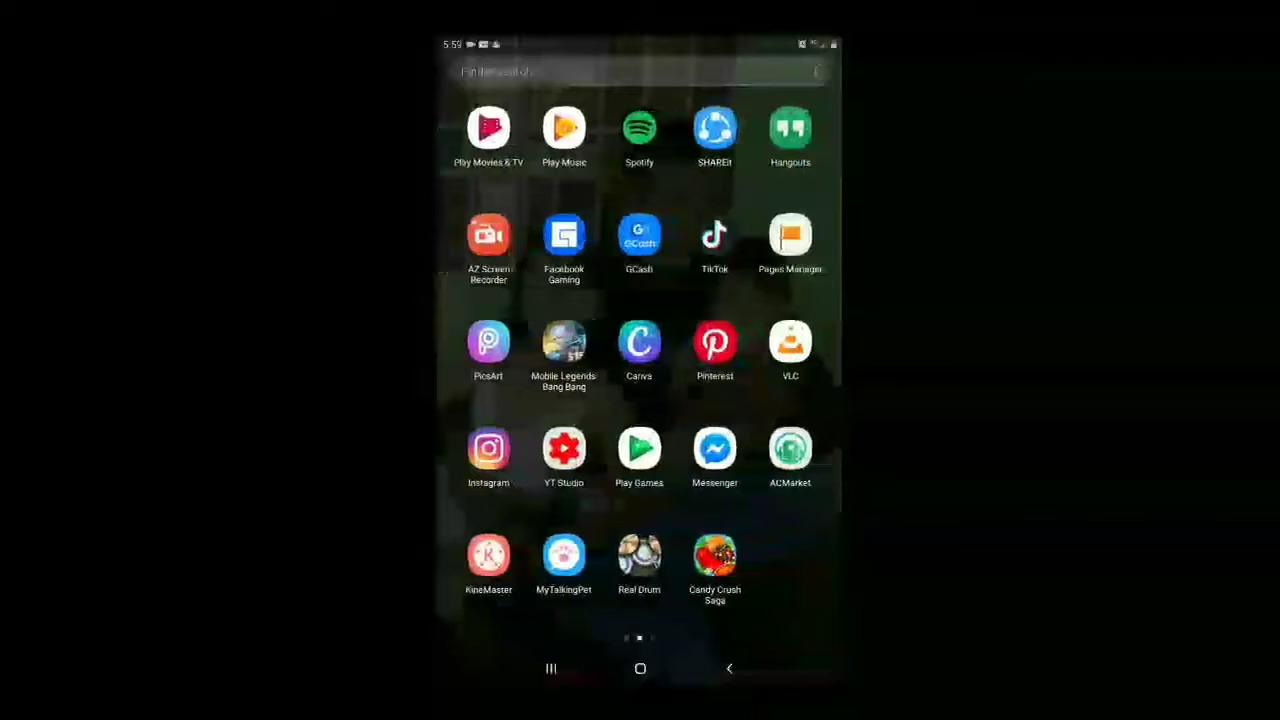 5:59
Play Movies & TV
Play Music
Spotify
SHAREit
Hangouts
AZ Screen
Recorder
Facebook
Gaming
G
GCash
GCash
TikTok
Pages Manager
PicsArt
515
Mobile Legends
Bang Bang
Canva
Pinterest
VLC
Instagram
YT Studio
Play Games
Messenger
ACMarket
K
KineMaster
MyTalkingPet
Real Drum
Candy Crush
Saga